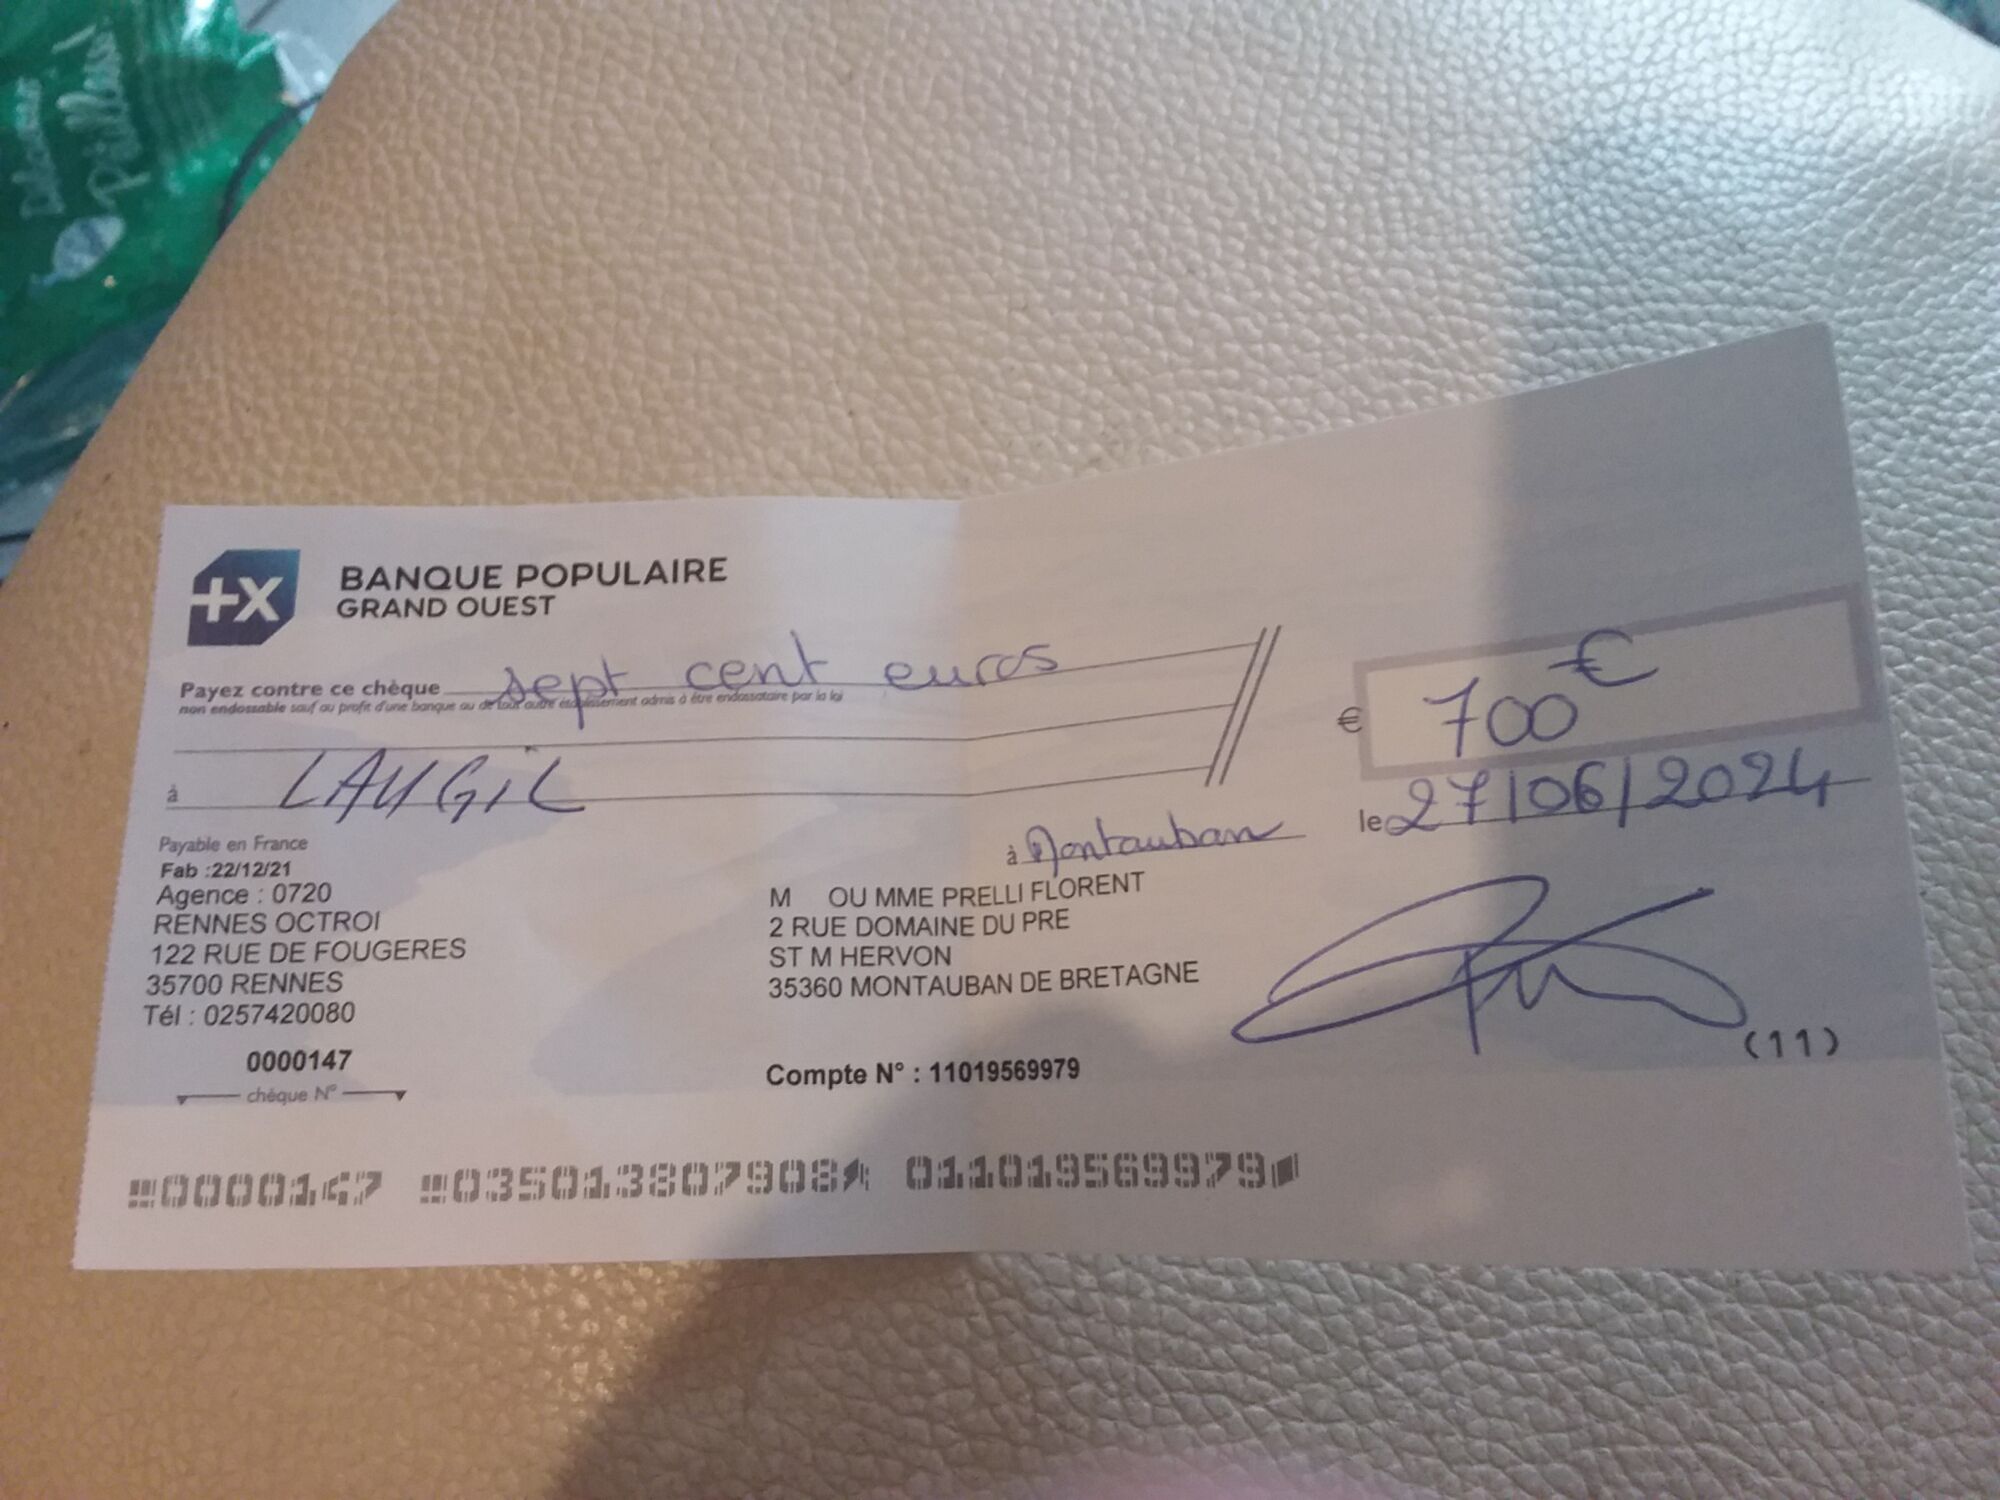 +X
BANQUE POPULAIRE
GRAND OUEST
Payez contre ce chèque sept cent euros
non endossable sauf au profit d'une banque ou de tout autre établissement admis à être endossataire par la loi
€ 700 €
à LAUGIL
le 27/06/2024
à Montauban
Payable en France
Fab :22/12/21
Agence : 0720
RENNES OCTROI
122 RUE DE FOUGERES
35700 RENNES
Tél : 0257420080
M OU MME PRELLI FLORENT
2 RUE DOMAINE DU PRE
ST M HERVON
35360 MONTAUBAN DE BRETAGNE
(11)
0000147
chèque N°
Compte N° : 11019569979
0000147 035013807908 011019569979